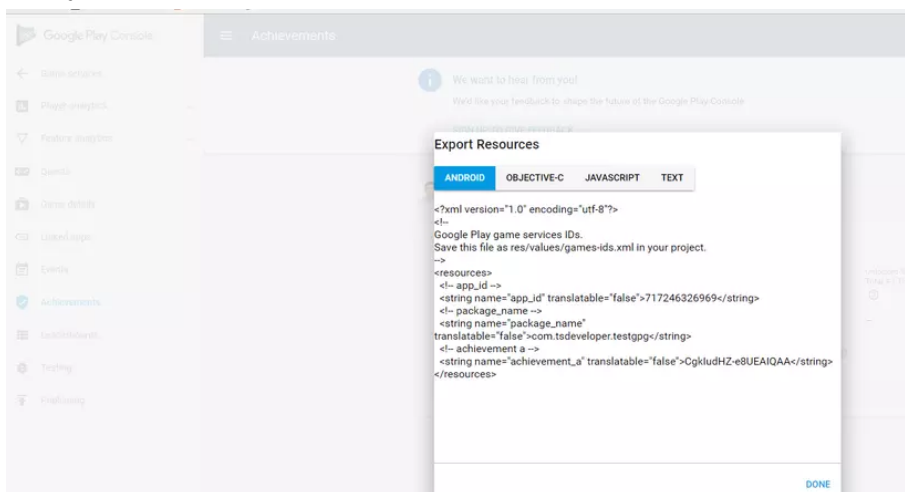 Google Play Console
Achievements
Game services
Player analytics
Feature analytics
Game details
Linked apps
Events
Achievements
Leaderboards
Testing
Publishing
We want to hear from you!
We'd like your feedback to shape the future of the Google Play Console
Export Resources
ANDROID OBJECTIVE-C JAVASCRIPT TEXT
<?xml version="1.0" encoding="utf-8"?>
<!--
Google Play game services IDs.
Save this file as res/values/games-ids.xml in your project.
-->
<resources>
<!-- app_id -->
<string name="app_id" translatable="false">717246326969</string>
<!-- package_name -->
<string name="package_name"
translatable="false">com.tsdeveloper.testgpg</string>
<!-- achievement a -->
<string name="achievement_a" translatable="false">CgkIudHZ-e8UEAIQAA</string>
</resources>
DONE